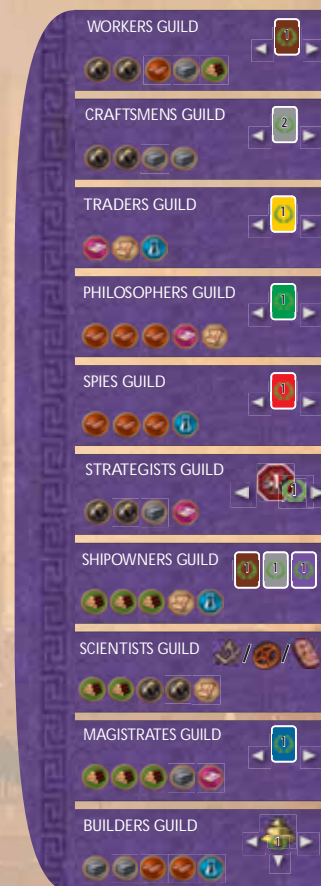 WORKERS GUILD
1
CRAFTSMENS GUILD
2
TRADERS GUILD
1
PHILOSOPHERS GUILD
1
SPIES GUILD
1
STRATEGISTS GUILD
1
SHIPOWNERS GUILD
1 1 1
SCIENTISTS GUILD
/ /
MAGISTRATES GUILD
1
BUILDERS GUILD
1